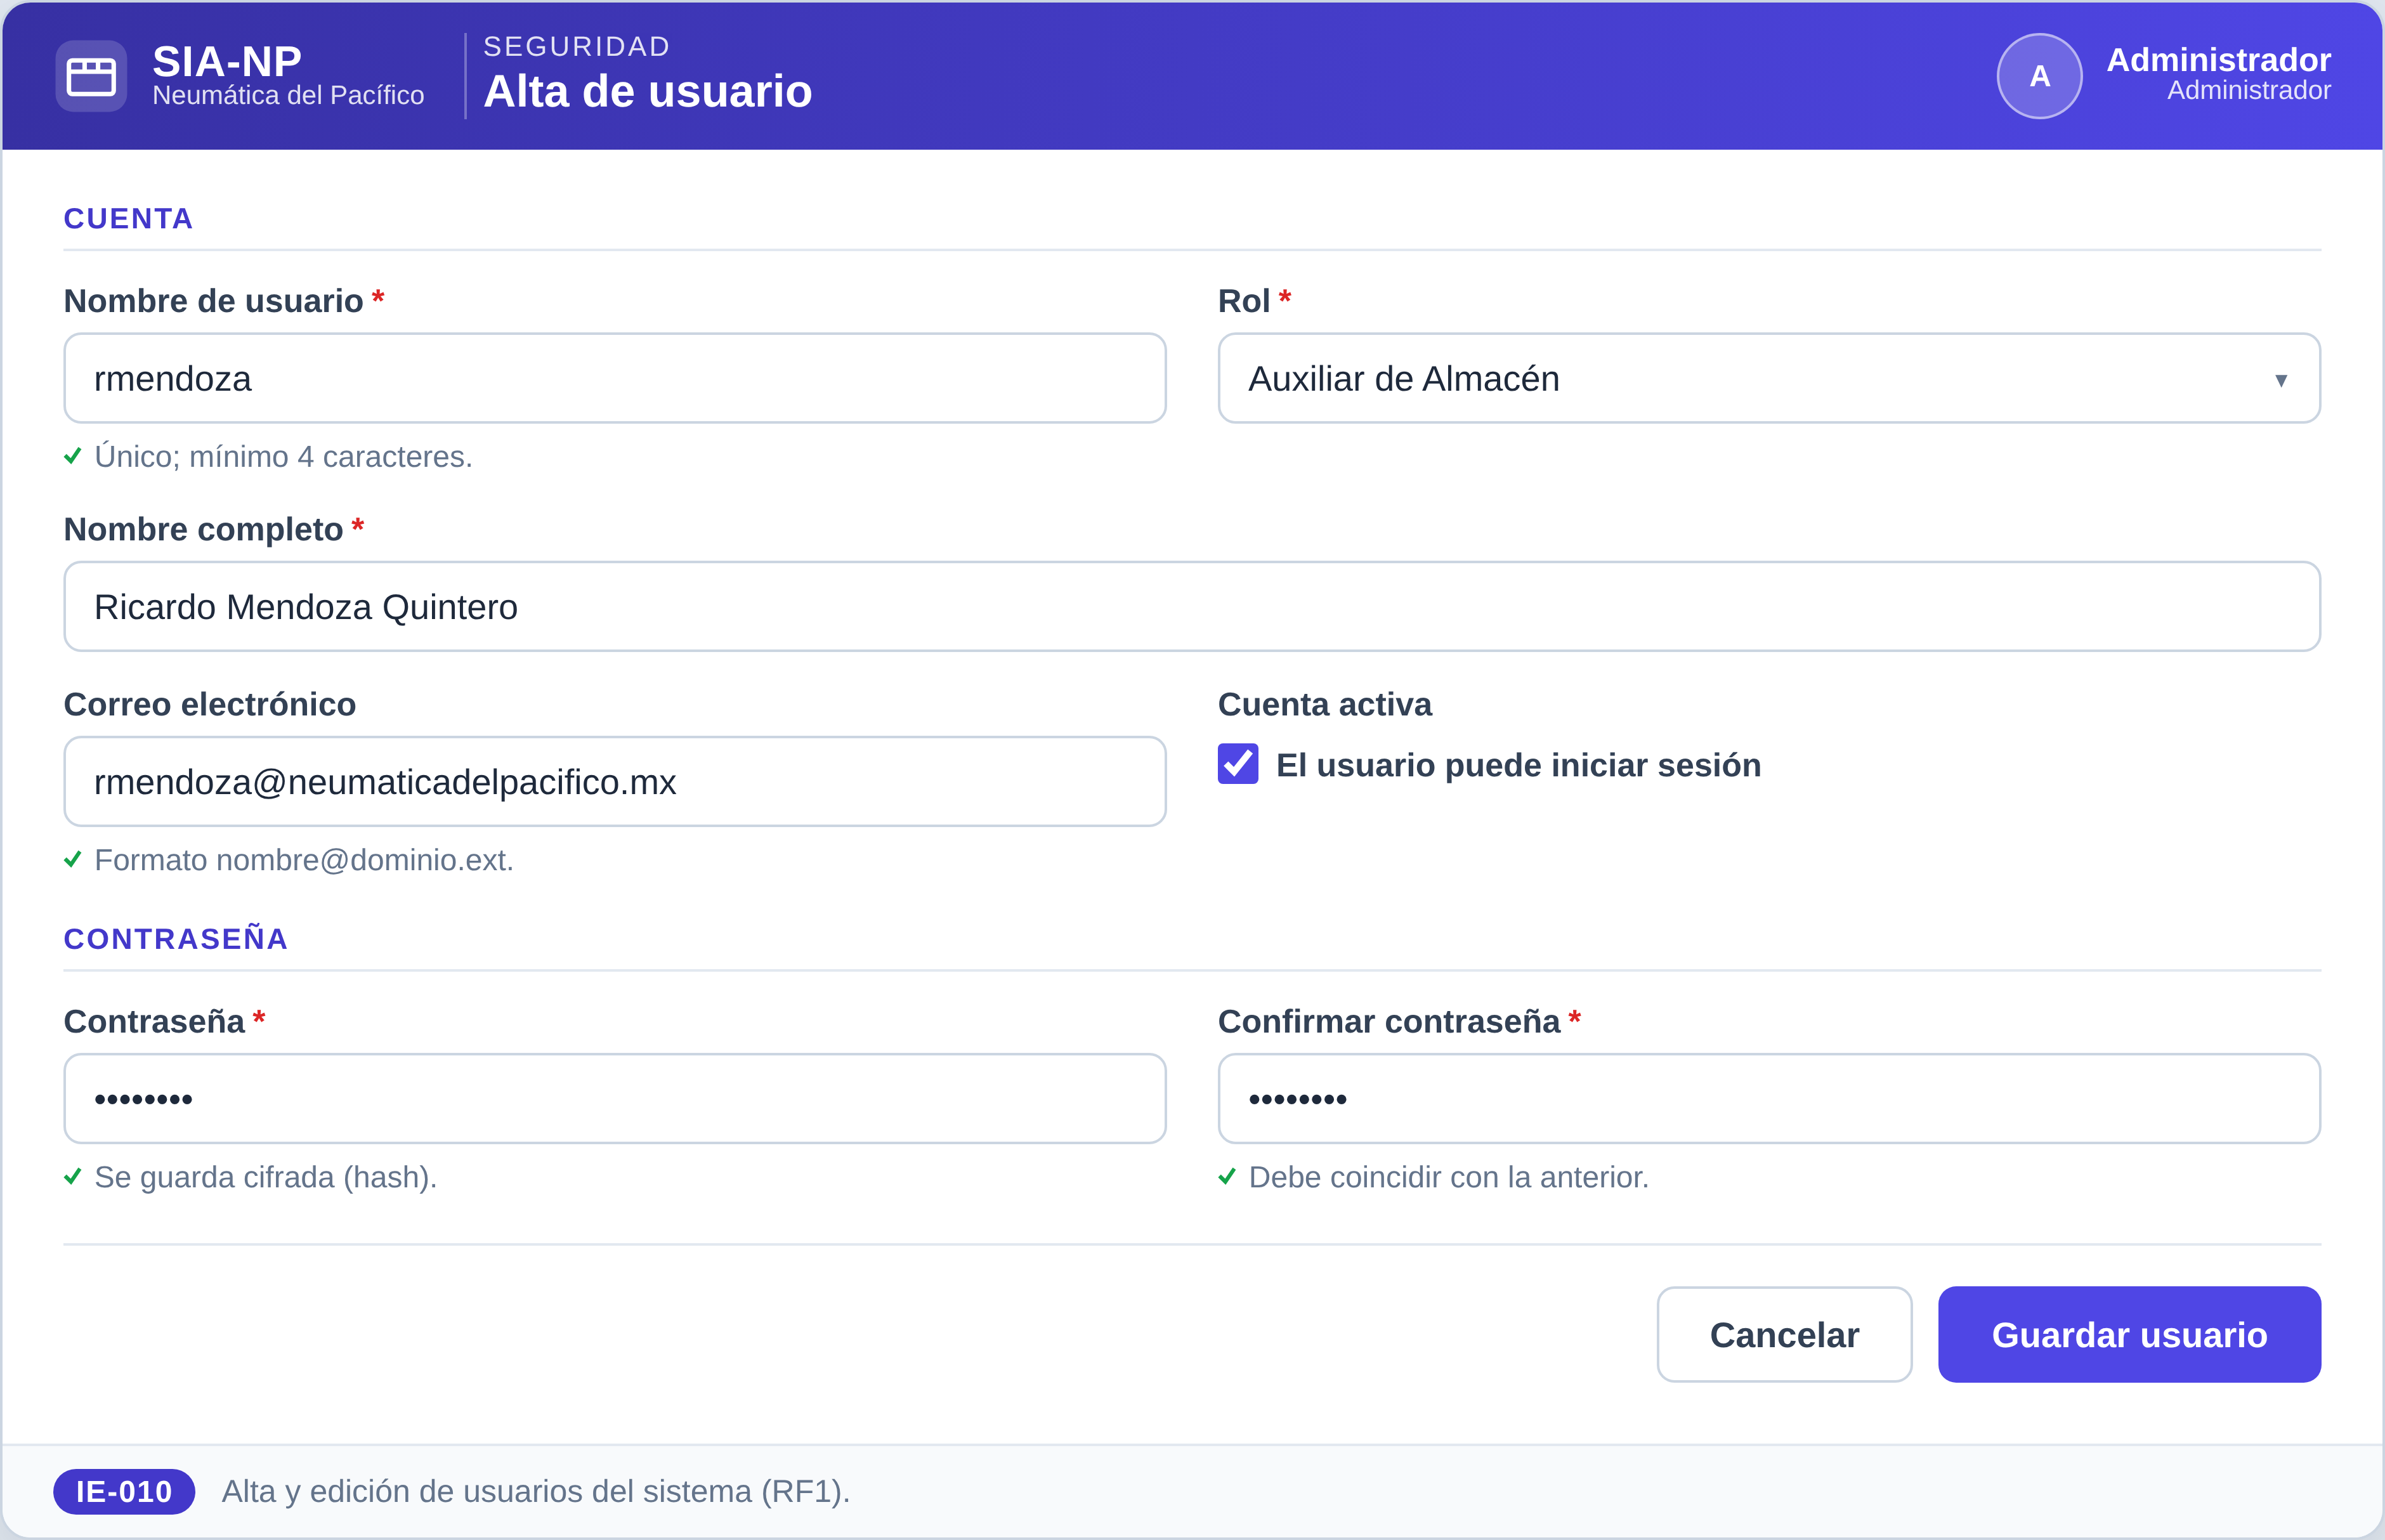 SIA-NP
Neumática del Pacífico
SEGURIDAD
Alta de usuario
A
Administrador
Administrador
CUENTA
Nombre de usuario *
Rol *
rmendoza
Auxiliar de Almacén
Único; mínimo 4 caracteres.
Nombre completo *
Ricardo Mendoza Quintero
Correo electrónico
Cuenta activa
rmendoza@neumaticadelpacifico.mx
El usuario puede iniciar sesión
Formato nombre@dominio.ext.
CONTRASEÑA
Contraseña *
Confirmar contraseña *
••••••••
••••••••
Se guarda cifrada (hash).
Debe coincidir con la anterior.
Cancelar
Guardar usuario
IE-010
Alta y edición de usuarios del sistema (RF1).